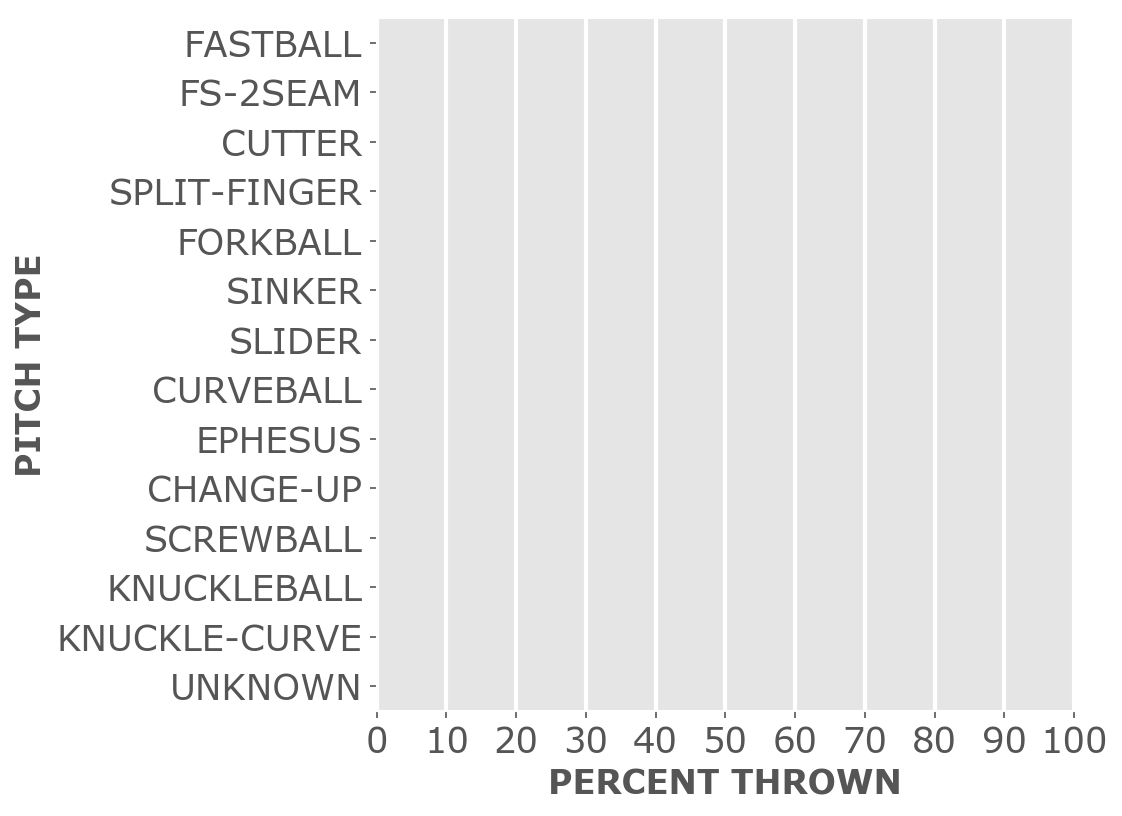 FASTBALL
FS-2SEAM
CUTTER
SPLIT-FINGER
FORKBALL
SINKER
SLIDER
CURVEBALL
EPHESUS
CHANGE-UP
SCREWBALL
KNUCKLEBALL
KNUCKLE-CURVE
UNKNOWN
PITCH TYPE
0 10 20 30 40 50 60 70 80 90 100
PERCENT THROWN